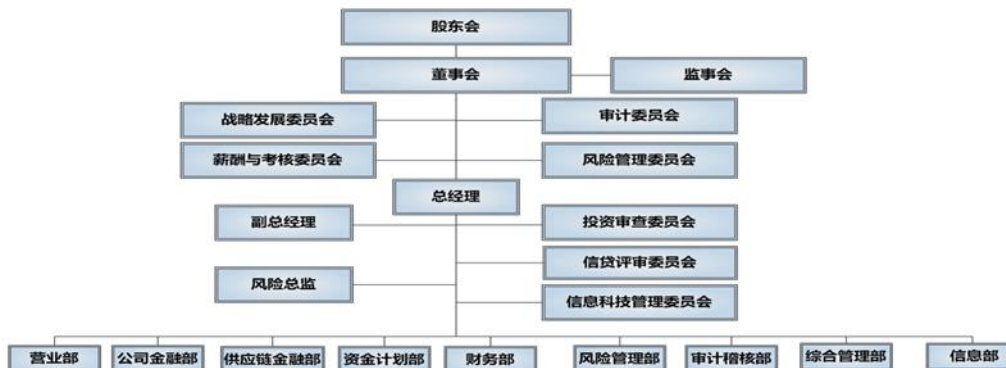 股东会
董事会
监事会
战略发展委员会
审计委员会
薪酬与考核委员会
风险管理委员会
总经理
副总经理
投资审查委员会
信贷评审委员会
风险总监
信息科技管理委员会
营业部
公司金融部
供应链金融部
资金计划部
财务部
风险管理部
审计稽核部
综合管理部
信息部